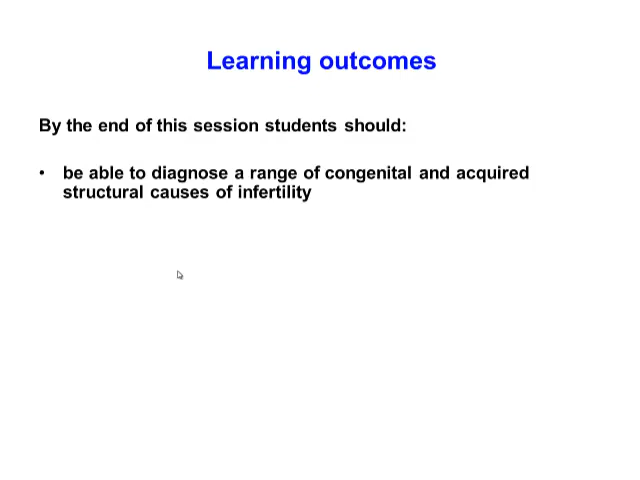 Learning outcomes
By the end of this session students should:
• be able to diagnose a range of congenital and acquired
structural causes of infertility